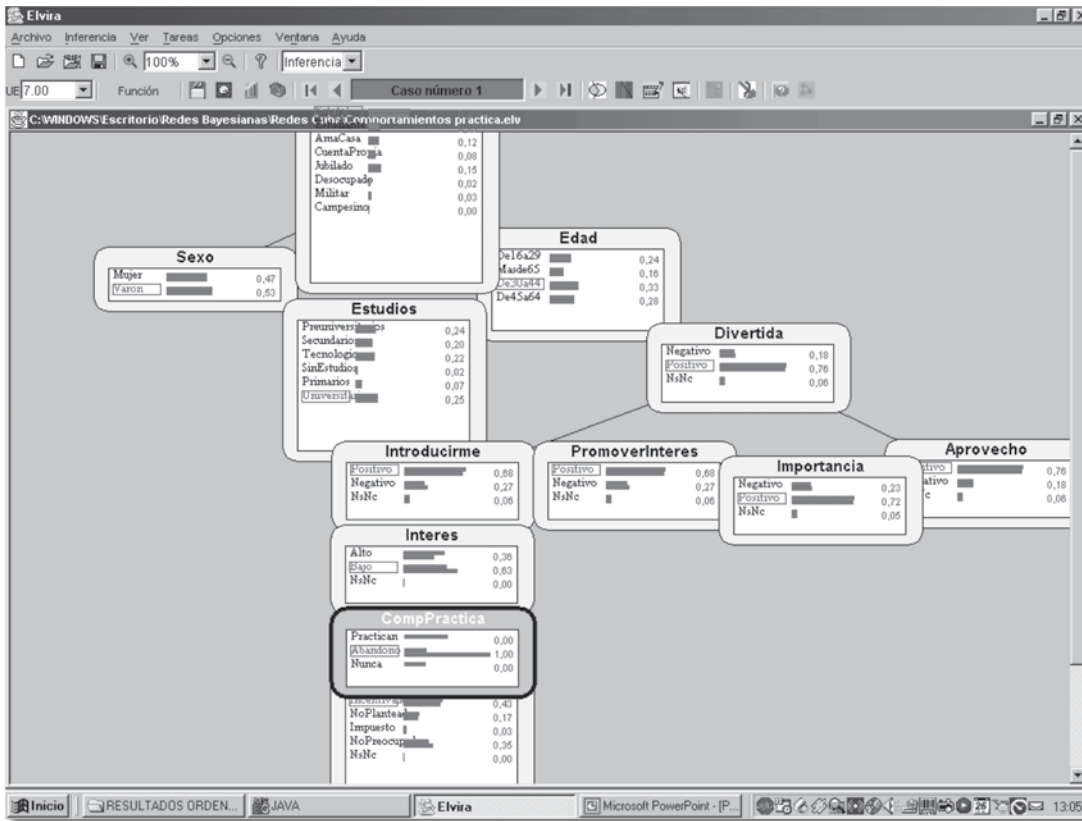 Elvira
Archivo Inferencia Ver Tareas Opciones Ventana Ayuda
100% Inferencia
UE 7.00 Función Caso número 1
C:\WINDOWS\Escritorio\Redes Bayesianas\Redes Cuba\Comportamientos practica.elv
AmaCasa 0,12
CuentaPropia 0,08
Jubilado 0,15
Desocupado 0,02
Militar 0,03
Campesino 0,00
Sexo
Mujer 0,47
Varon 0,53
Edad
De16a29 0,24
Masde65 0,16
De30a44 0,33
De45a64 0,28
Estudios
Preuniversitarios 0,24
Secundarios 0,20
Tecnologic 0,22
SinEstudios 0,02
Primarios 0,07
Universitari 0,25
Divertida
Negativo 0,18
Positivo 0,76
NsNc 0,06
Introducirme
Positivo 0,68
Negativo 0,27
NsNc 0,06
PromoverInteres
Positivo 0,68
Negativo 0,27
NsNc 0,06
Importancia
Negativo 0,23
Positivo 0,72
NsNc 0,05
Aprovecho
sitivo 0,76
ativo 0,18
c 0,06
Interes
Alto 0,36
Bajo 0,63
NsNc 0,00
CompPractica
Practican 0,00
Abandono 1,00
Nunca 0,00
0,43
NoPlantead 0,17
Impuesto 0,03
NoPreocup 0,35
NsNc 0,00
Inicio RESULTADOS ORDEN... JAVA Elvira Microsoft PowerPoint - [P... 13:05